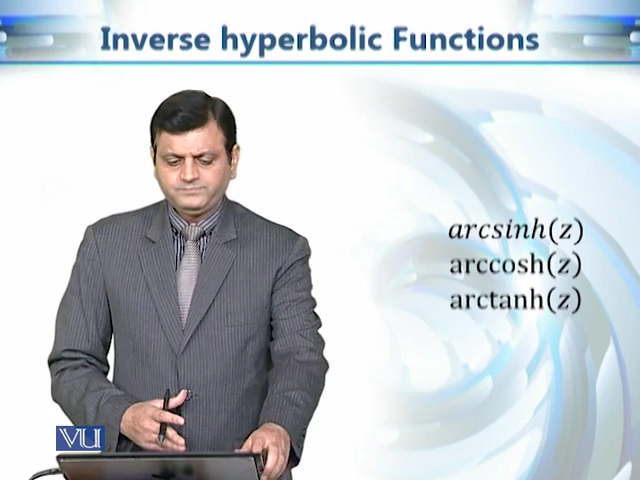 Inverse hyperbolic Functions
arcsinh(z)
arccosh(z)
arctanh(z)
VU